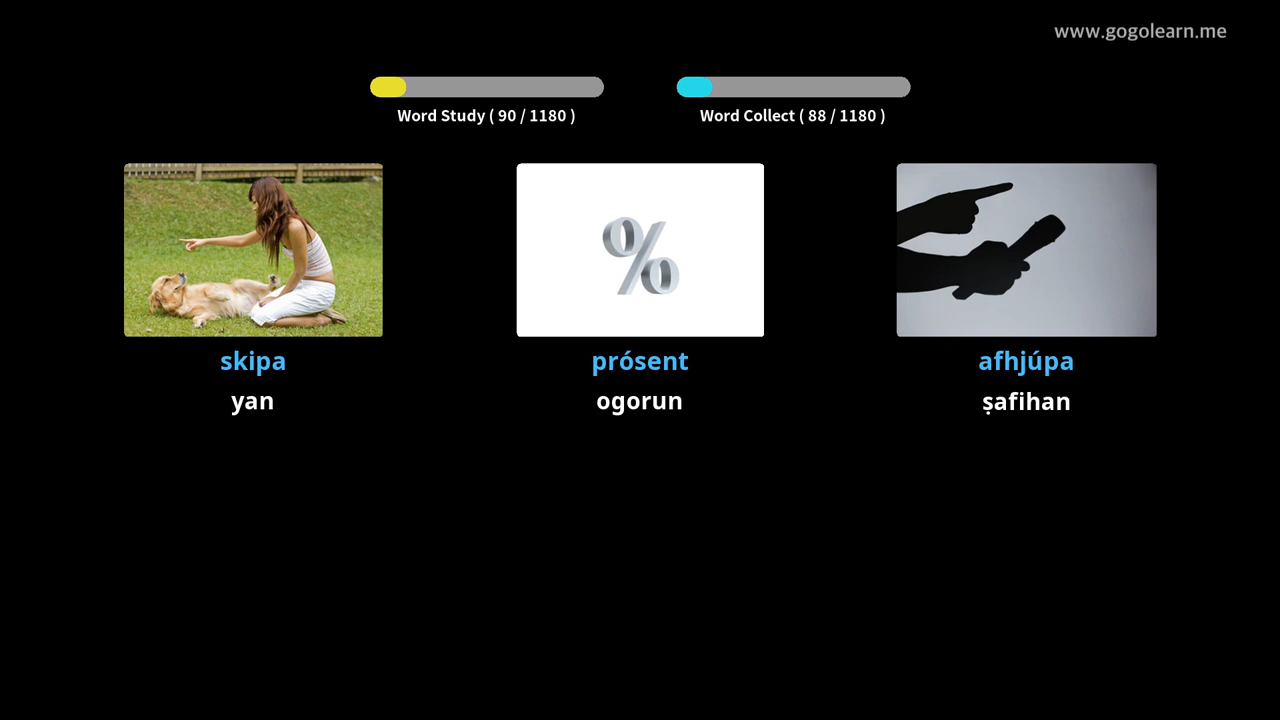 www.gogolearn.me
Word Study ( 90 / 1180 )
Word Collect ( 88 / 1180 )
%
skipa
prósent
afhjúpa
yan
ogorun
ṣafihan